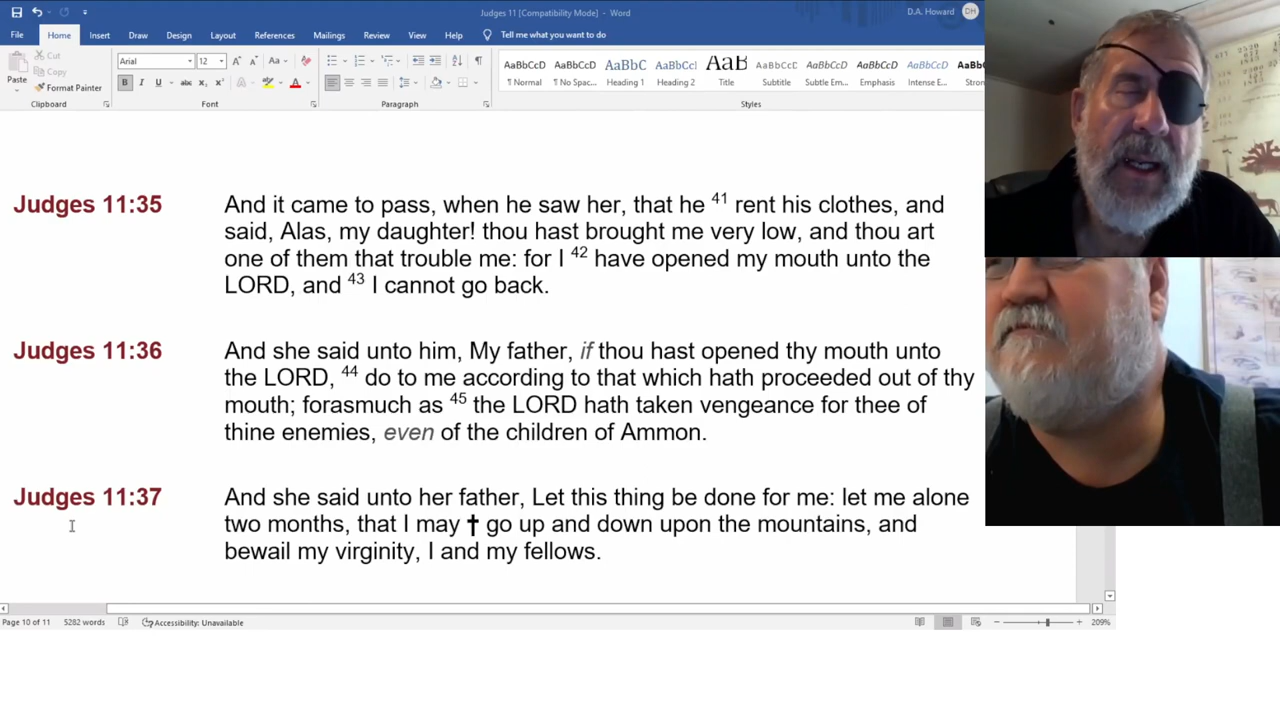 Judges 11 [Compatibility Mode] - Word
D.A. Howard DH
File Home Insert Draw Design Layout References Mailings Review View Help Tell me what you want to do
Paste Cut Copy Format Painter
Arial 12
AaBbCcD AaBbCcD AaBbC AaBbCcD AaB AaBbCcD AaBbCcD AaBbCcD AaBbCcD AaBbCcD
¶ Normal ¶ No Spac... Heading 1 Heading 2 Title Subtitle Subtle Em... Emphasis Intense E... Stron
Clipboard Font Paragraph Styles
Judges 11:35 And it came to pass, when he saw her, that he 41 rent his clothes, and
said, Alas, my daughter! thou hast brought me very low, and thou art
one of them that trouble me: for I 42 have opened my mouth unto the
LORD, and 43 I cannot go back.
Judges 11:36 And she said unto him, My father, if thou hast opened thy mouth unto
the LORD, 44 do to me according to that which hath proceeded out of thy
mouth; forasmuch as 45 the LORD hath taken vengeance for thee of
thine enemies, even of the children of Ammon.
Judges 11:37 And she said unto her father, Let this thing be done for me: let me alone
two months, that I may ✝ go up and down upon the mountains, and
bewail my virginity, I and my fellows.
Page 10 of 11 5282 words Accessibility: Unavailable 209%